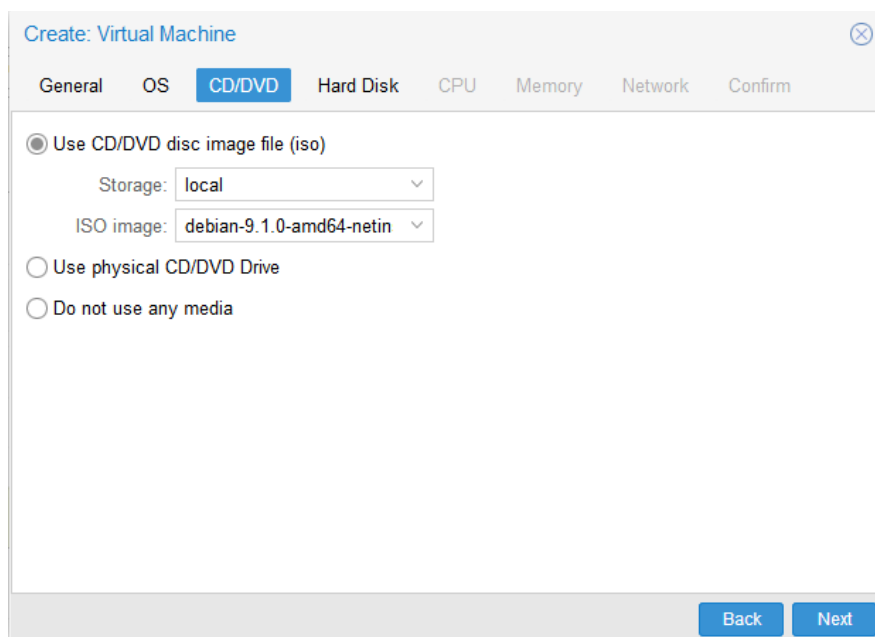 Create: Virtual Machine
General OS CD/DVD Hard Disk CPU Memory Network Confirm
Use CD/DVD disc image file (iso)
Storage: local
ISO image: debian-9.1.0-amd64-netin
Use physical CD/DVD Drive
Do not use any media
Back Next